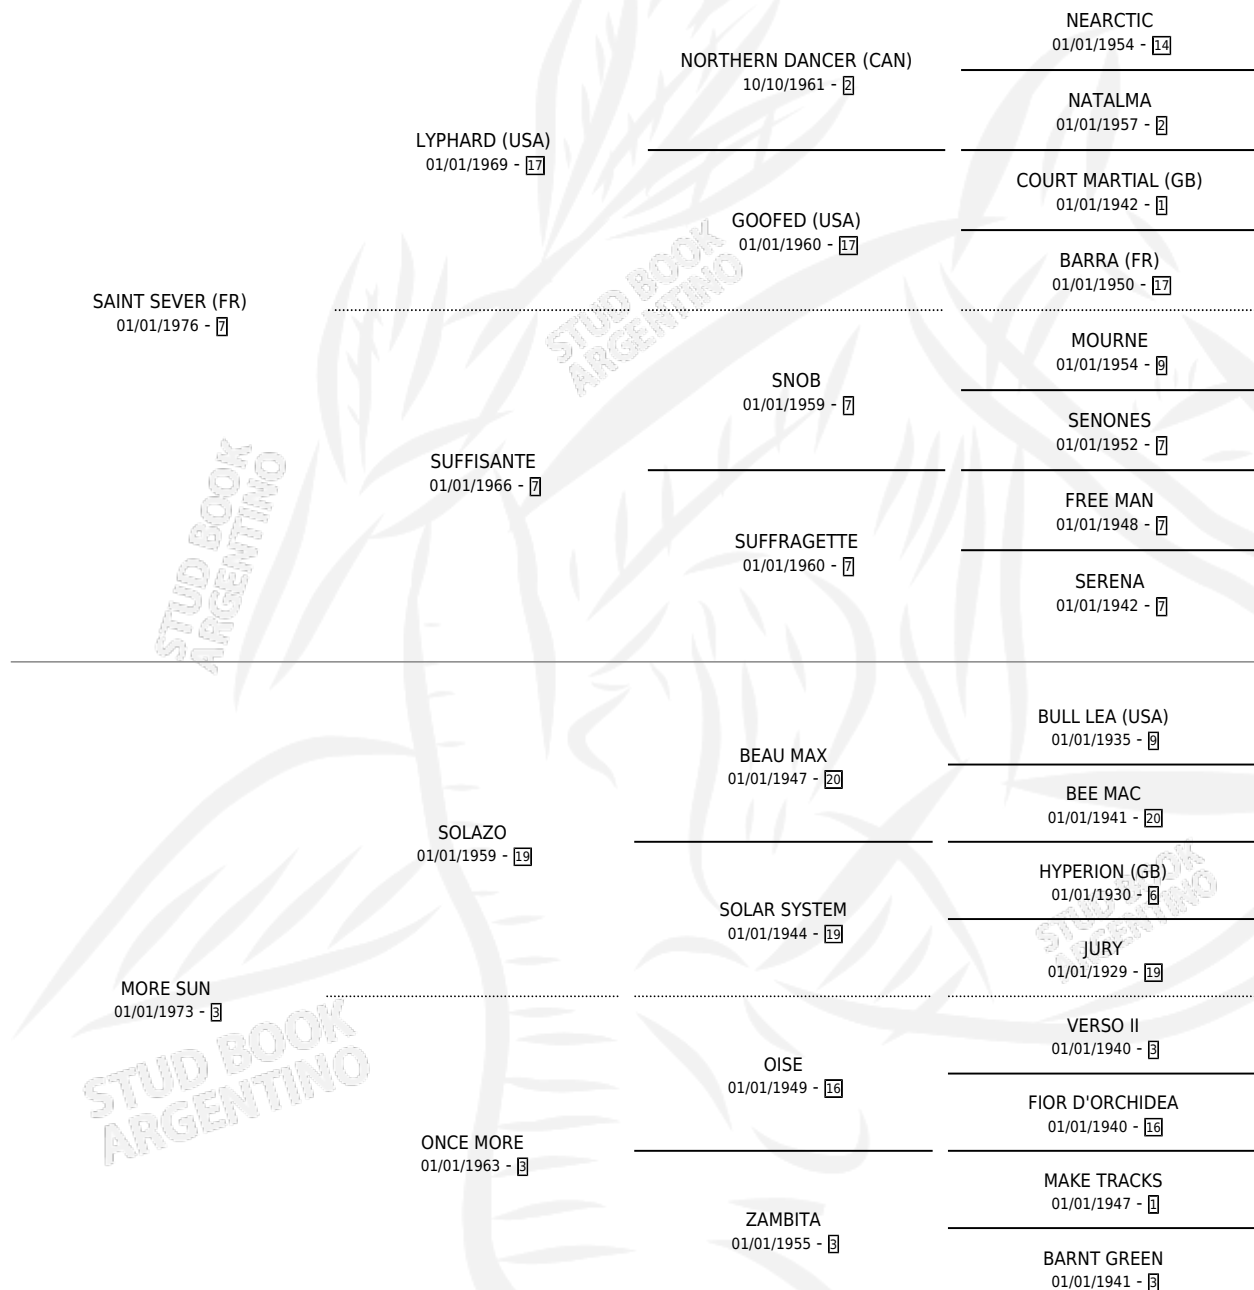 NEARCTIC
01/01/1954 - 14
NORTHERN DANCER (CAN)
10/10/1961 - 2
NATALMA
01/01/1957 - 2
LYPHARD (USA)
01/01/1969 - 17
COURT MARTIAL (GB)
01/01/1942 - 1
GOOFED (USA)
01/01/1960 - 17
BARRA (FR)
01/01/1950 - 17
SAINT SEVER (FR)
01/01/1976 - 7
STUD BOOK
ARGENTINO
MOURNE
01/01/1954 - 9
SNOB
01/01/1959 - 7
SENONES
01/01/1952 - 7
SUFFISANTE
01/01/1966 - 7
FREE MAN
01/01/1948 - 7
SUFFRAGETTE
01/01/1960 - 7
SERENA
01/01/1942 - 7
STUD BOOK
ARGENTINO
BULL LEA (USA)
01/01/1935 - 9
BEAU MAX
01/01/1947 - 20
BEE MAC
01/01/1941 - 20
SOLAZO
01/01/1959 - 19
HYPERION (GB)
01/01/1930 - 6
SOLAR SYSTEM
01/01/1944 - 19
STUD BOOK
ARGENTINO
JURY
01/01/1929 - 19
MORE SUN
01/01/1973 - 3
STUD BOOK
ARGENTINO
VERSO II
01/01/1940 - 3
OISE
01/01/1949 - 16
FIOR D'ORCHIDEA
01/01/1940 - 16
ONCE MORE
01/01/1963 - 3
MAKE TRACKS
01/01/1947 - 1
ZAMBITA
01/01/1955 - 3
BARNT GREEN
01/01/1941 - 3